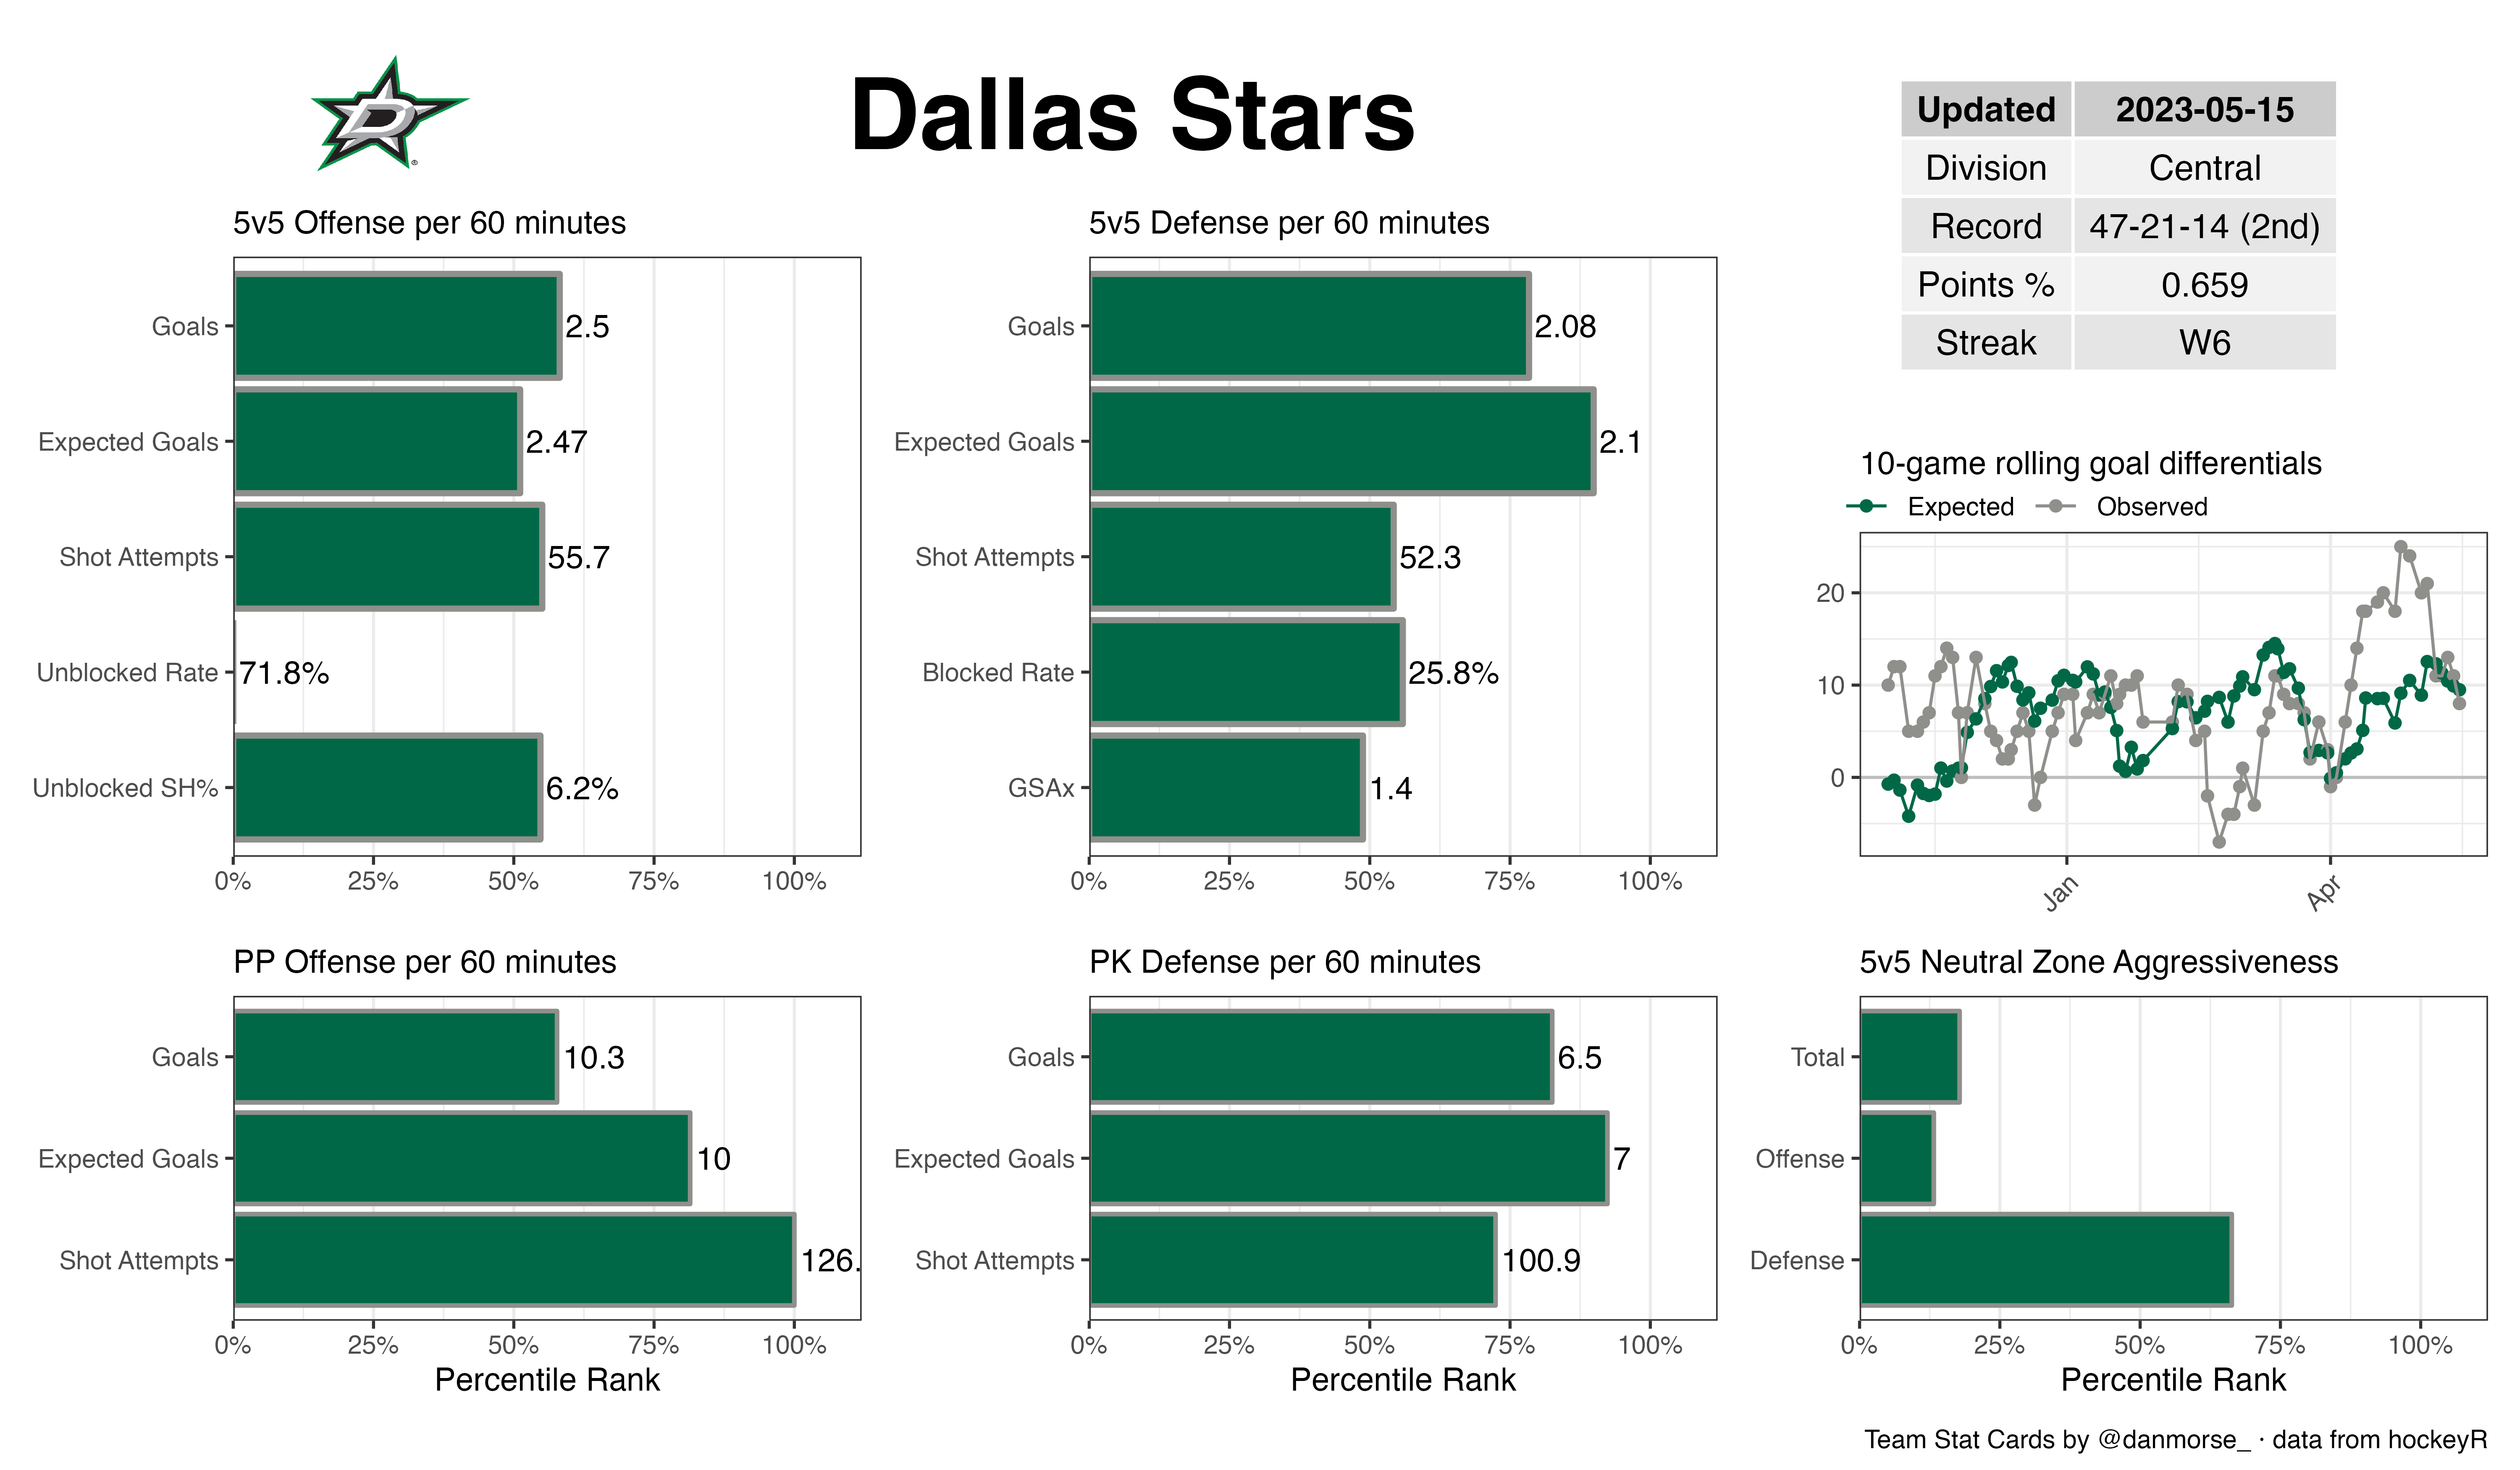 Dallas Stars
Updated 2023-05-15
Division Central
Record 47-21-14 (2nd)
Points % 0.659
Streak W6
5v5 Offense per 60 minutes
Goals 2.5
Expected Goals 2.47
Shot Attempts 55.7
Unblocked Rate 71.8%
Unblocked SH% 6.2%
0% 25% 50% 75% 100%
5v5 Defense per 60 minutes
Goals 2.08
Expected Goals 2.1
Shot Attempts 52.3
Blocked Rate 25.8%
GSAx 1.4
0% 25% 50% 75% 100%
10-game rolling goal differentials
Expected Observed
20
10
0
Jan Apr
PP Offense per 60 minutes
Goals 10.3
Expected Goals 10
Shot Attempts 126.
0% 25% 50% 75% 100%
Percentile Rank
PK Defense per 60 minutes
Goals 6.5
Expected Goals 7
Shot Attempts 100.9
0% 25% 50% 75% 100%
Percentile Rank
5v5 Neutral Zone Aggressiveness
Total
Offense
Defense
0% 25% 50% 75% 100%
Percentile Rank
Team Stat Cards by @danmorse_ · data from hockeyR